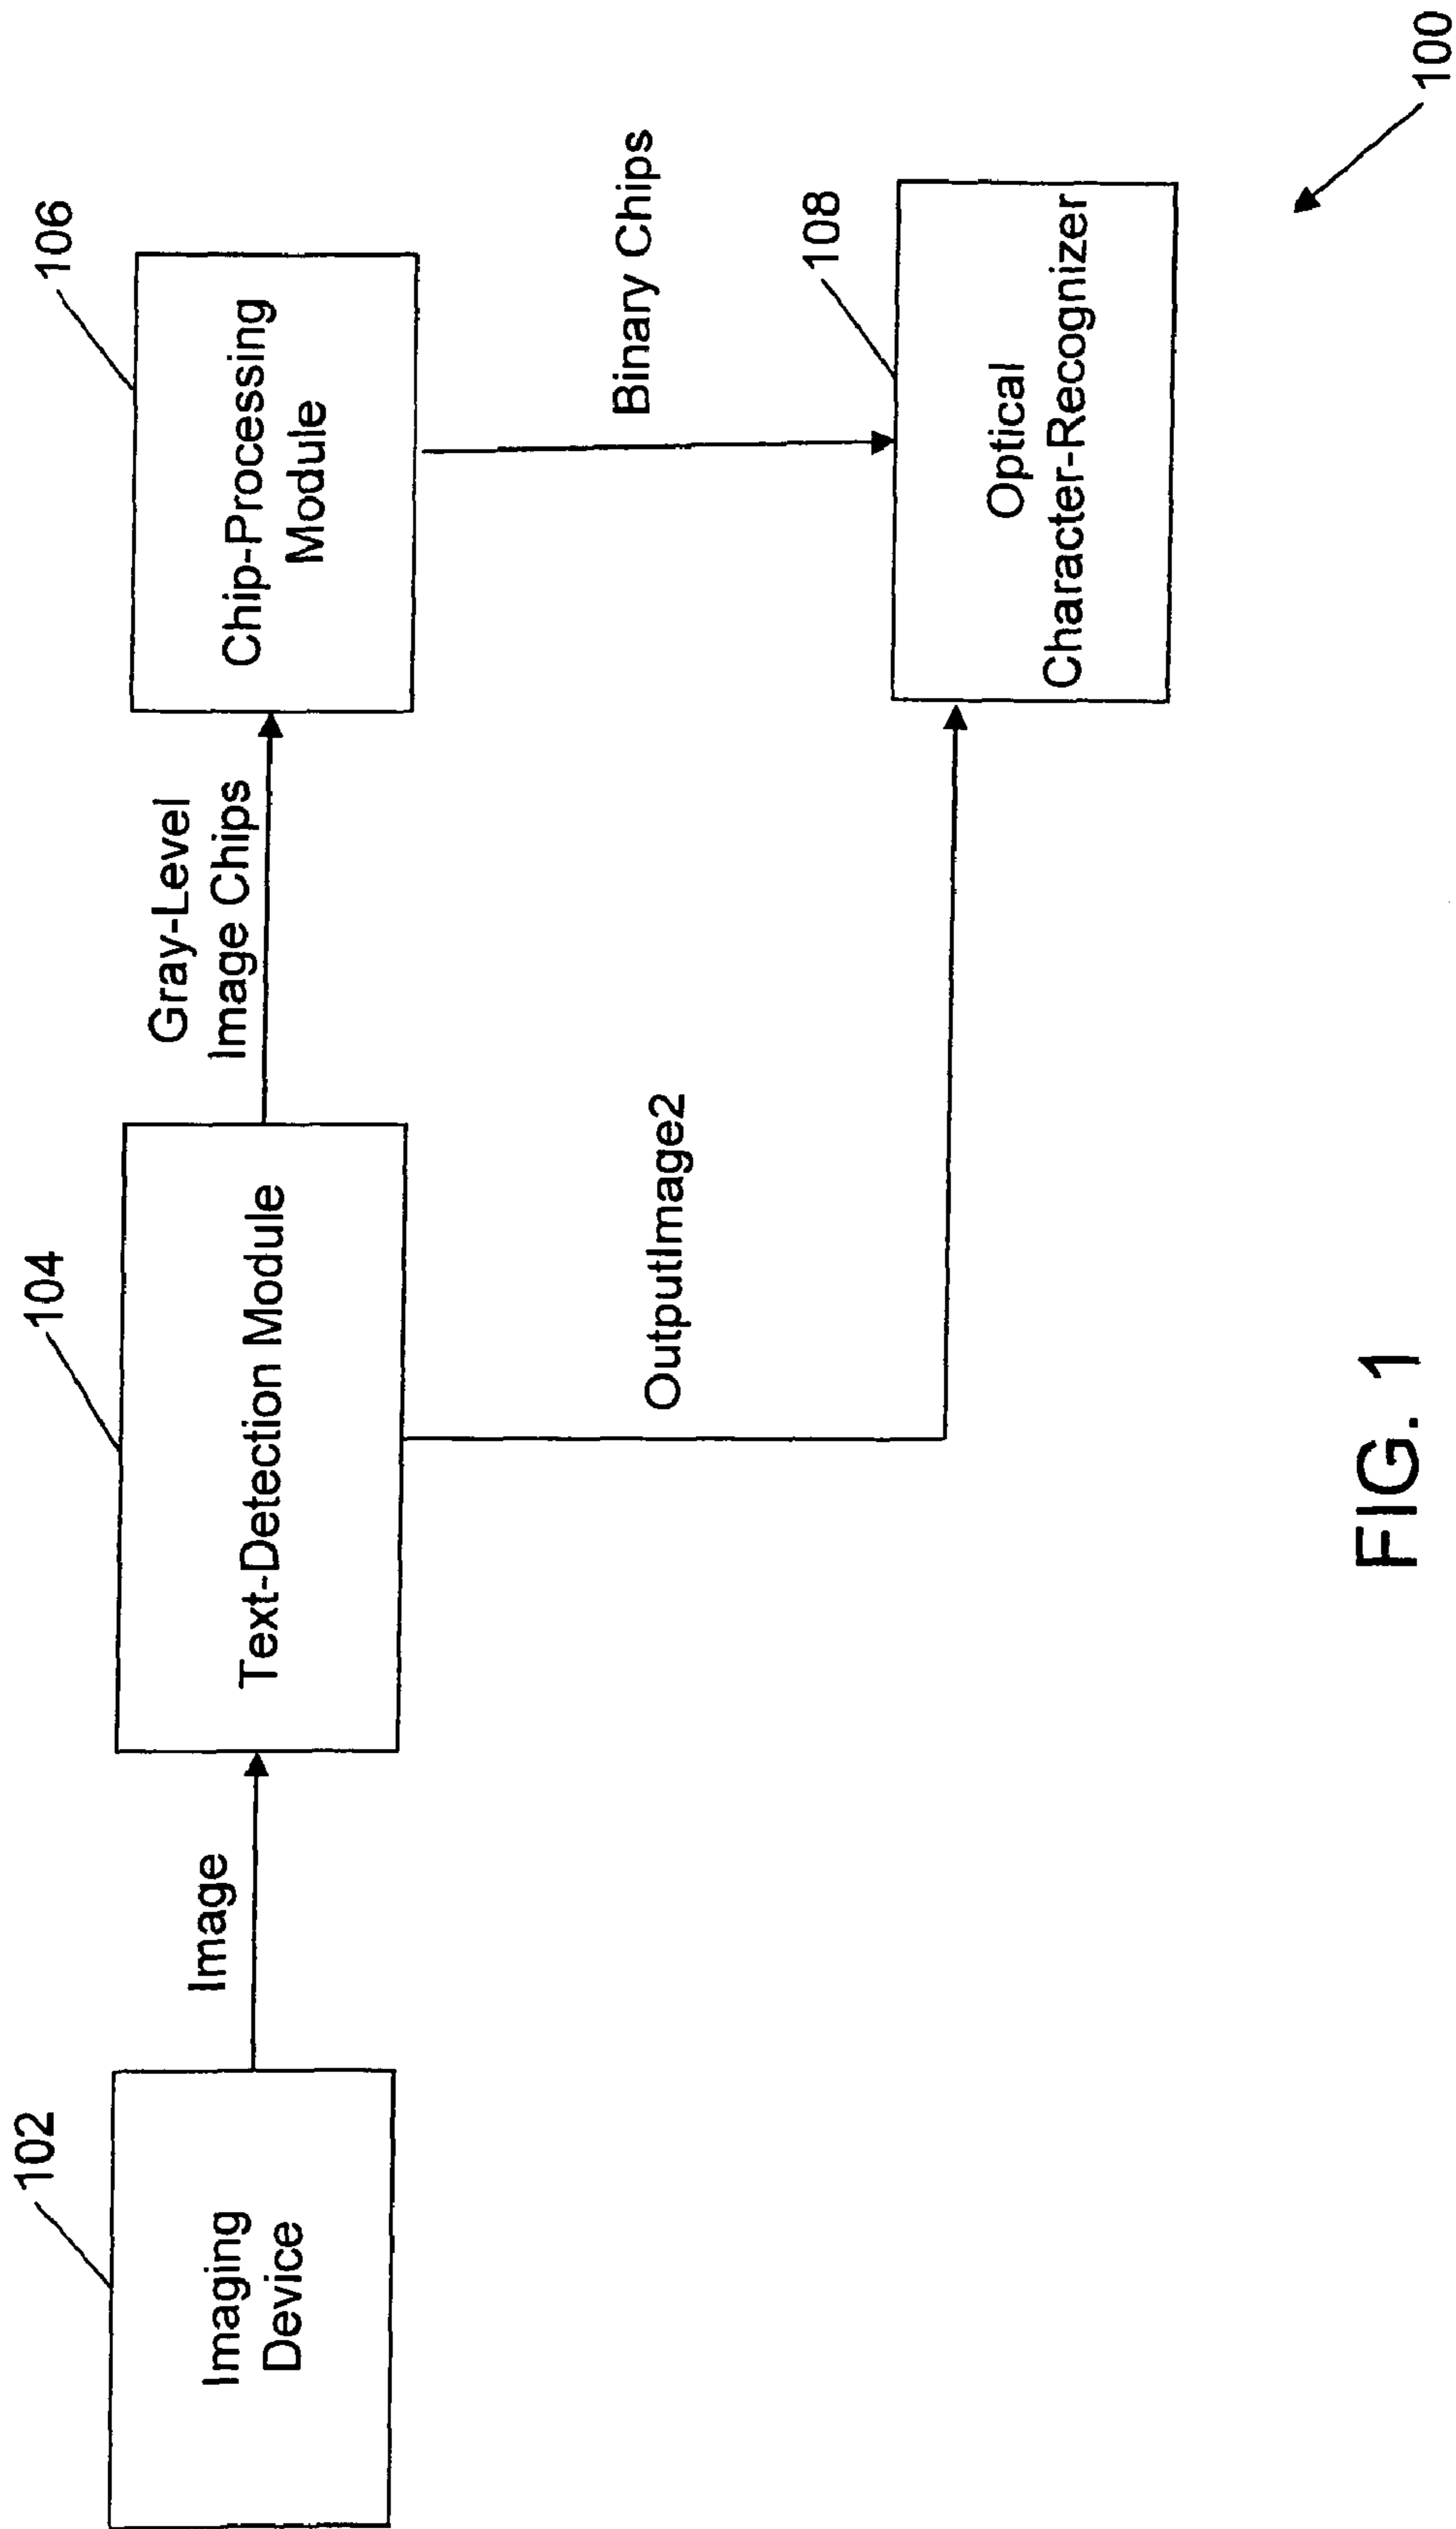 102
Imaging
Device
Image
104
Text-Detection Module
Gray-Level
Image Chips
106
Chip-Processing
Module
OutputImage2
Binary Chips
108
Optical
Character-Recognizer
100
FIG. 1